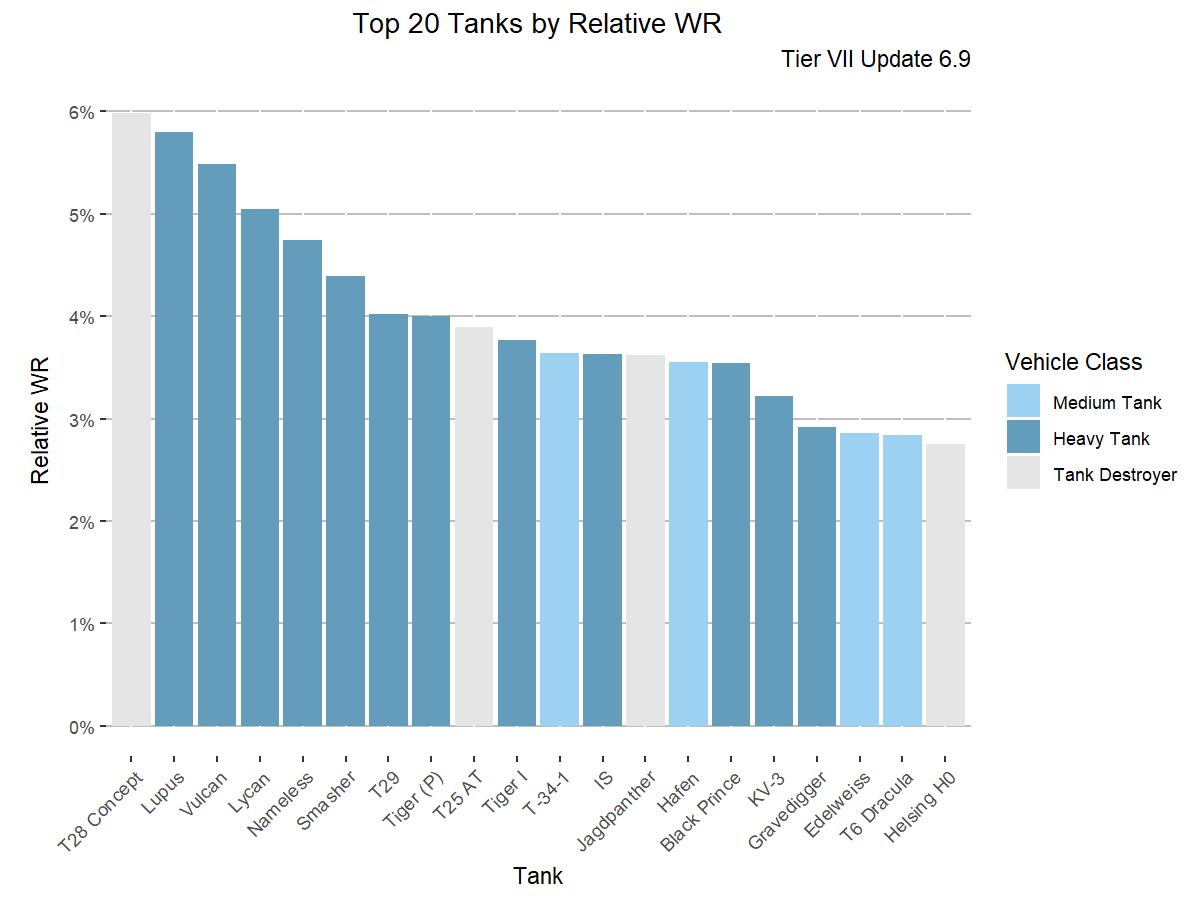 Top 20 Tanks by Relative WR
Tier VII Update 6.9
6%
5%
4%
3%
2%
1%
0%
Relative WR
T28 Concept
Lupus
Vulcan
Lycan
Nameless
Smasher
T29
Tiger (P)
T25 AT
Tiger I
T-34-1
IS
Jagdpanther
Hafen
Black Prince
KV-3
Gravedigger
Edelweiss
T6 Dracula
Helsing H0
Tank
Vehicle Class
Medium Tank
Heavy Tank
Tank Destroyer